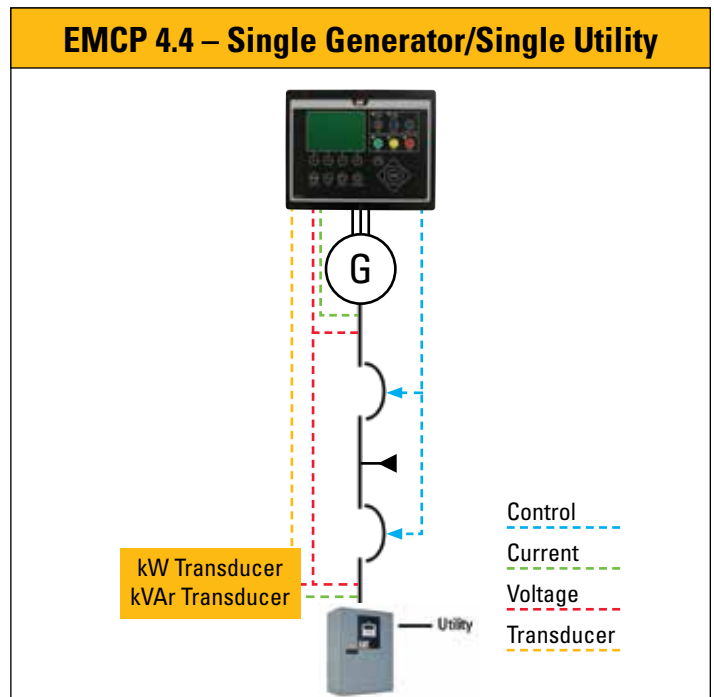 EMCP 4.4 – Single Generator/Single Utility
G
Control
Current
kW Transducer
kVAr Transducer
Voltage
Utility
Transducer